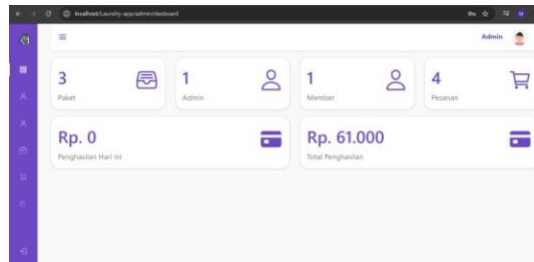 localhost/Laundry-app/admin/dashboard
Admin
3
Paket
1
Admin
1
Member
4
Pesanan
Rp. 0
Penghasilan Hari ini
Rp. 61.000
Total Penghasilan